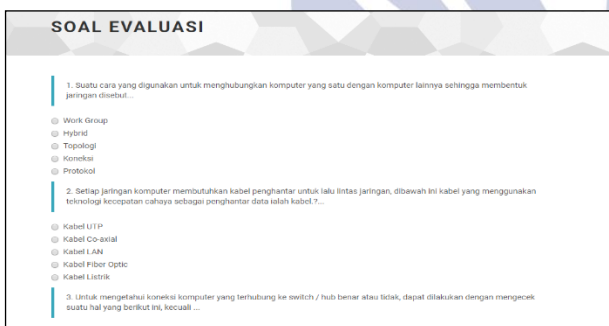 SOAL EVALUASI
1. Suatu cara yang digunakan untuk menghubungkan komputer yang satu dengan komputer lainnya sehingga membentuk
jaringan disebut...
Work Group
Hybrid
Topologi
Koneksi
Protokol
2. Setiap jaringan komputer membutuhkan kabel penghantar untuk lalu lintas jaringan, dibawah ini kabel yang menggunakan
teknologi kecepatan cahaya sebagai penghantar data ialah kabel.?...
Kabel UTP
Kabel Co-axial
Kabel LAN
Kabel Fiber Optic
Kabel Listrik
3. Untuk mengetahui koneksi komputer yang terhubung ke switch / hub benar atau tidak, dapat dilakukan dengan mengecek
suatu hal yang berikut ini, kecuali ...